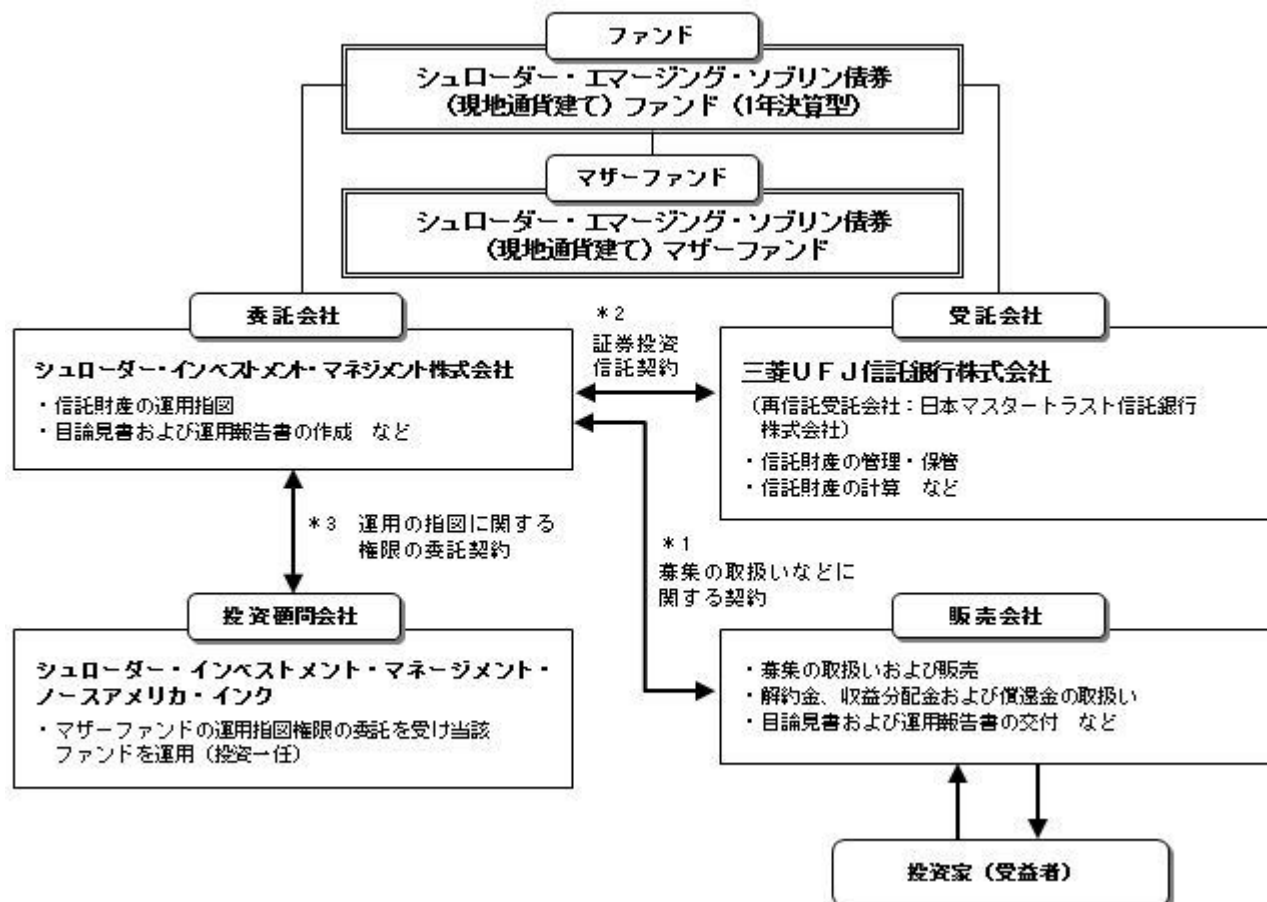 ファンド
シュローダー・エマージング・ソブリン債券
（現地通貨建て）ファンド（1年決算型）
マザーファンド
シュローダー・エマージング・ソブリン債券
（現地通貨建て）マザーファンド
委託会社
シュローダー・インベストメント・マネジメント株式会社
・信託財産の運用指図
・目論見書および運用報告書の作成　など
＊2
証券投資
信託契約
受託会社
三菱ＵＦＪ信託銀行株式会社
（再信託受託会社：日本マスタートラスト信託銀行
株式会社）
・信託財産の管理・保管
・信託財産の計算　など
＊3　運用の指図に関する
権限の委託契約
＊1
募集の取扱いなどに
関する契約
投資顧問会社
シュローダー・インベストメント・マネージメント・
ノースアメリカ・インク
・マザーファンドの運用指図権限の委託を受け当該
ファンドを運用（投資一任）
販売会社
・募集の取扱いおよび販売
・解約金、収益分配金および償還金の取扱い
・目論見書および運用報告書の交付　など
投資家（受益者）